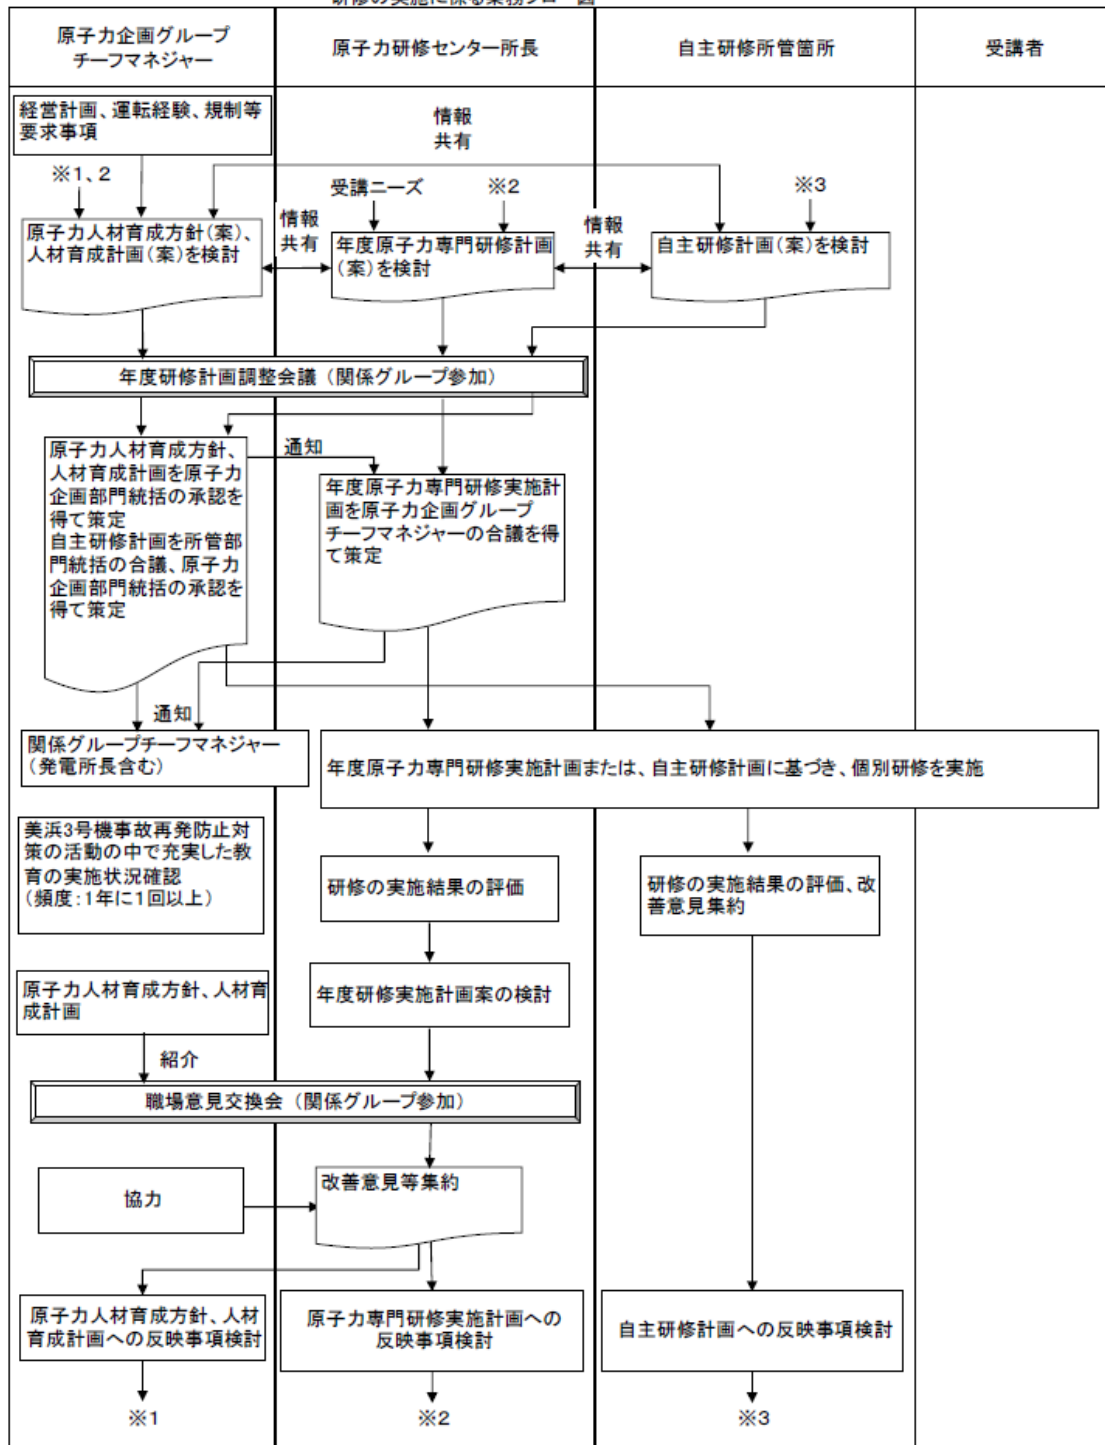 研修の実施に係る業務フロー図
原子力企画グループ
チーフマネジャー
原子力研修センター所長
自主研修所管箇所
受講者
経営計画、運転経験、規制等
要求事項
情報
共有
※1、2
受講ニーズ
※2
※3
原子力人材育成方針(案)、
人材育成計画(案)を検討
情報
共有
年度原子力専門研修計画
(案)を検討
情報
共有
自主研修計画(案)を検討
年度研修計画調整会議(関係グループ参加)
原子力人材育成方針、
人材育成計画を原子力
企画部門統括の承認を
得て策定
自主研修計画を所管部
門統括の合議、原子力
企画部門統括の承認を
得て策定
通知
年度原子力専門研修実施計
画を原子力企画グループ
チーフマネジャーの合議を得
て策定
通知
関係グループチーフマネジャー
(発電所長含む)
年度原子力専門研修実施計画または、自主研修計画に基づき、個別研修を実施
美浜3号機事故再発防止対
策の活動の中で充実した教
育の実施状況確認
(頻度:1年に1回以上)
研修の実施結果の評価
研修の実施結果の評価、改
善意見集約
原子力人材育成方針、人材育
成計画
年度研修実施計画案の検討
紹介
職場意見交換会(関係グループ参加)
協力
改善意見等集約
原子力人材育成方針、人材
育成計画への反映事項検討
原子力専門研修実施計画への
反映事項検討
自主研修計画への反映事項検討
※1
※2
※3